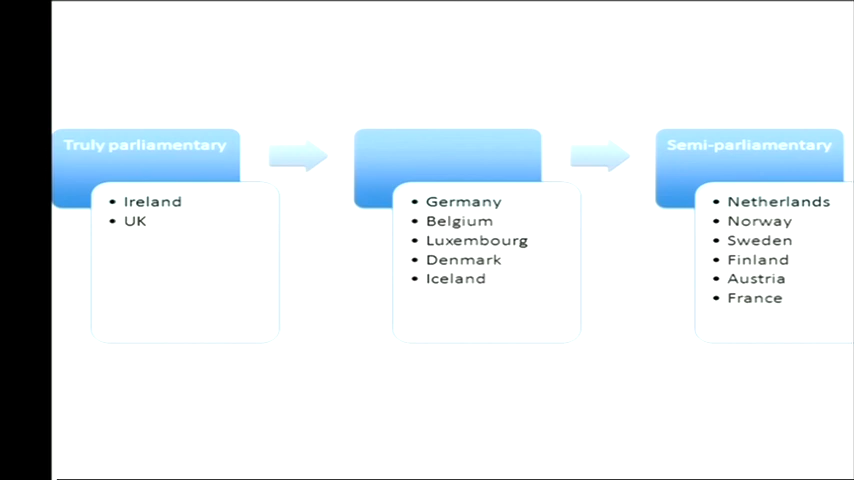 Truly parliamentary
• Ireland
• UK
• Germany
• Belgium
• Luxembourg
• Denmark
• Iceland
Semi-parliamentary
• Netherlands
• Norway
• Sweden
• Finland
• Austria
• France